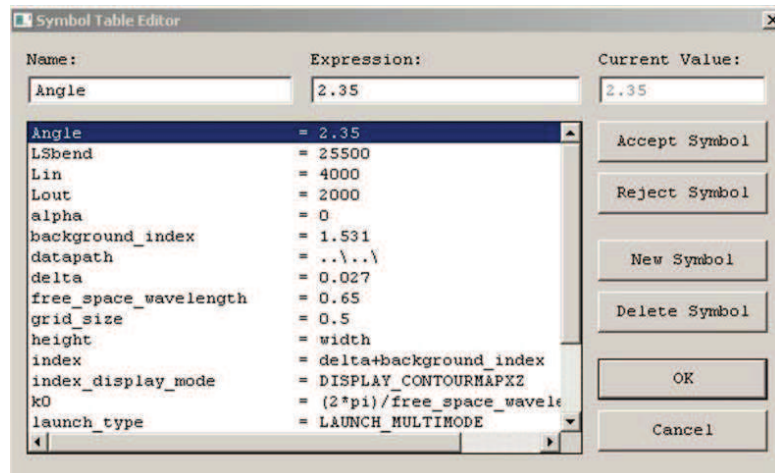 Symbol Table Editor
Name: Expression: Current Value:
Angle 2.35 2.35
Angle = 2.35
LSbend = 25500
Lin = 4000
Lout = 2000
alpha = 0
background_index = 1.531
datapath = ..\..\
delta = 0.027
free_space_wavelength = 0.65
grid_size = 0.5
height = width
index = delta+background_index
index_display_mode = DISPLAY_CONTOURMAPXZ
k0 = (2*pi)/free_space_wavele
launch_type = LAUNCH_MULTIMODE
Accept Symbol
Reject Symbol
New Symbol
Delete Symbol
OK
Cancel